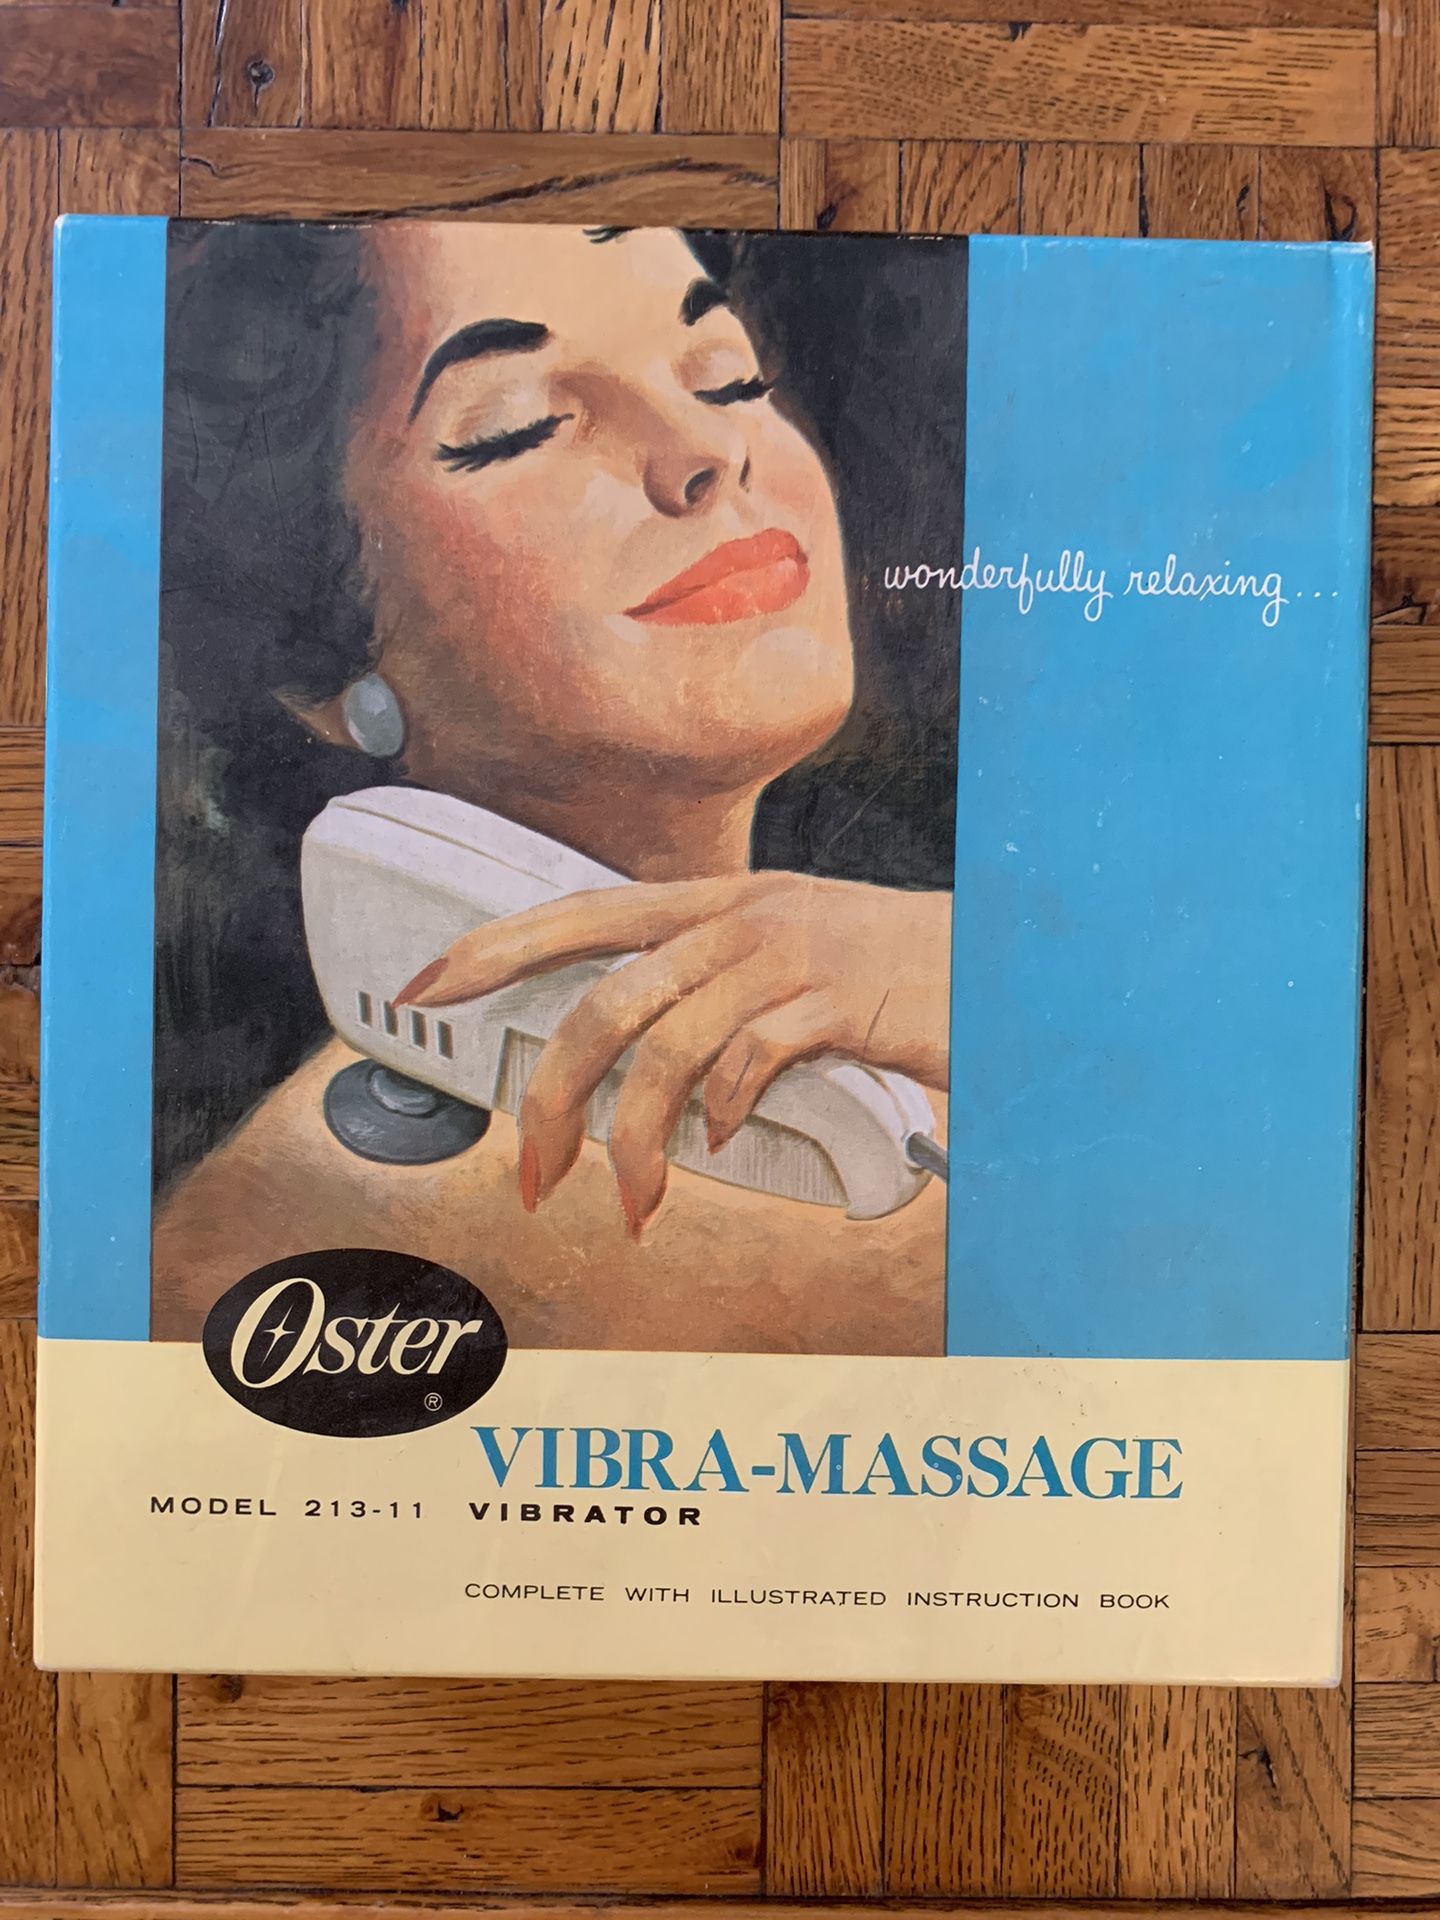 wonderfully relaxing...
Oster
®
VIBRA-MASSAGE
MODEL 213-11 VIBRATOR
COMPLETE WITH ILLUSTRATED INSTRUCTION BOOK